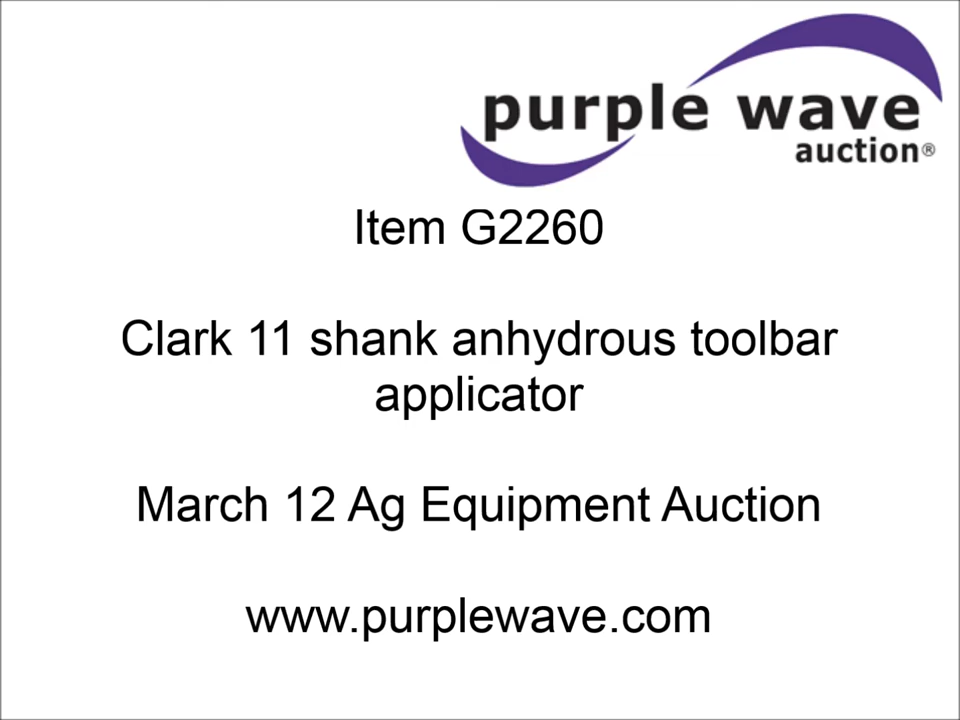 purple wave
auction®
Item G2260
Clark 11 shank anhydrous toolbar
applicator
March 12 Ag Equipment Auction
www.purplewave.com